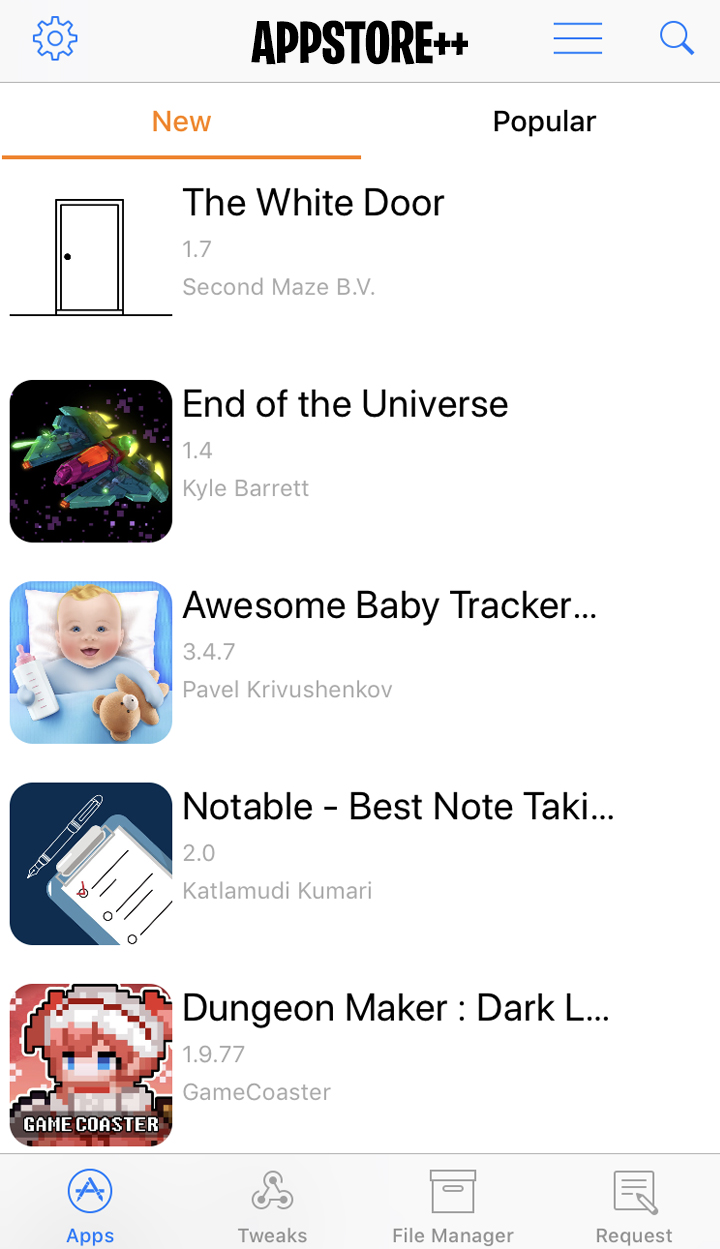 APPSTORE++
New
Popular
The White Door
1.7
Second Maze B.V.
End of the Universe
1.4
Kyle Barrett
Awesome Baby Tracker...
3.4.7
Pavel Krivushenkov
Notable - Best Note Taki...
2.0
Katlamudi Kumari
Dungeon Maker : Dark L...
1.9.77
GameCoaster
GAME COASTER
Apps
Tweaks
File Manager
Request